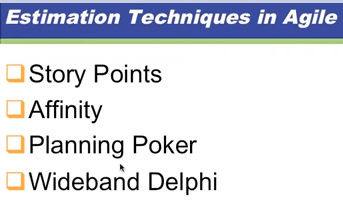 Estimation Techniques in Agile
Story Points
Affinity
Planning Poker
Wideband Delphi